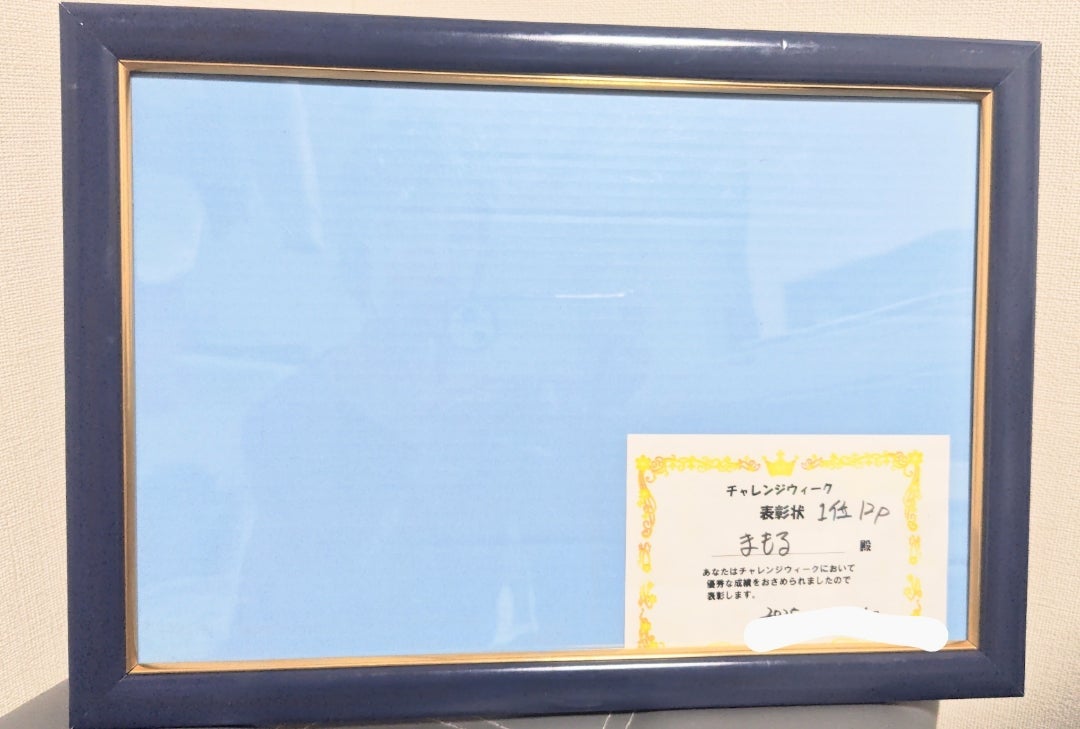 チャレンジウィーク
表彰状 1位 12p
まもる 殿
あなたはチャレンジウィークにおいて
優秀な成績をおさめられましたので
表彰します。